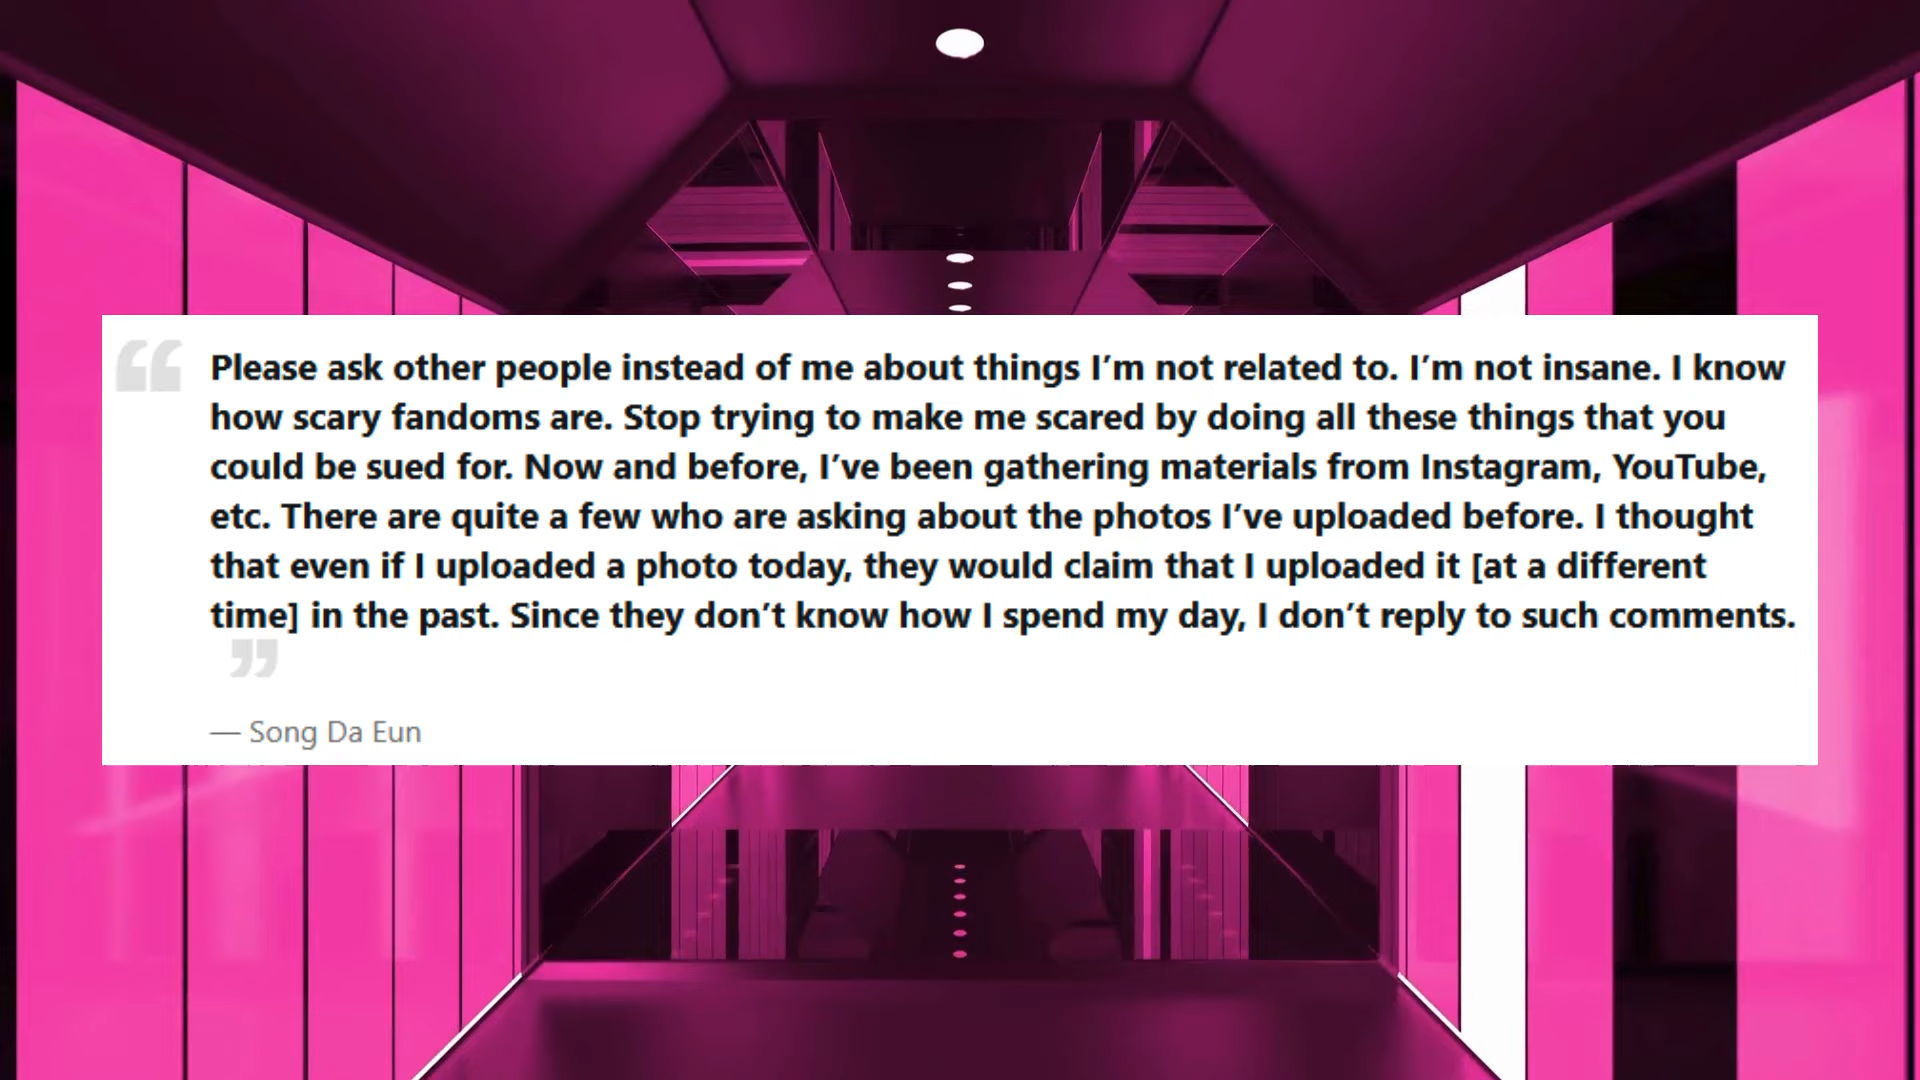 “
Please ask other people instead of me about things I’m not related to. I’m not insane. I know
how scary fandoms are. Stop trying to make me scared by doing all these things that you
could be sued for. Now and before, I’ve been gathering materials from Instagram, YouTube,
etc. There are quite a few who are asking about the photos I’ve uploaded before. I thought
that even if I uploaded a photo today, they would claim that I uploaded it [at a different
time] in the past. Since they don’t know how I spend my day, I don’t reply to such comments.
”
— Song Da Eun